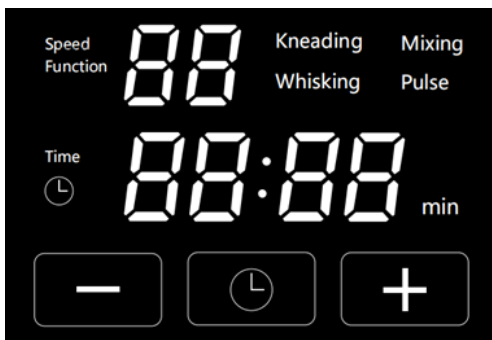 Speed
Function
88
Kneading Mixing
Whisking Pulse
Time
88:88 min